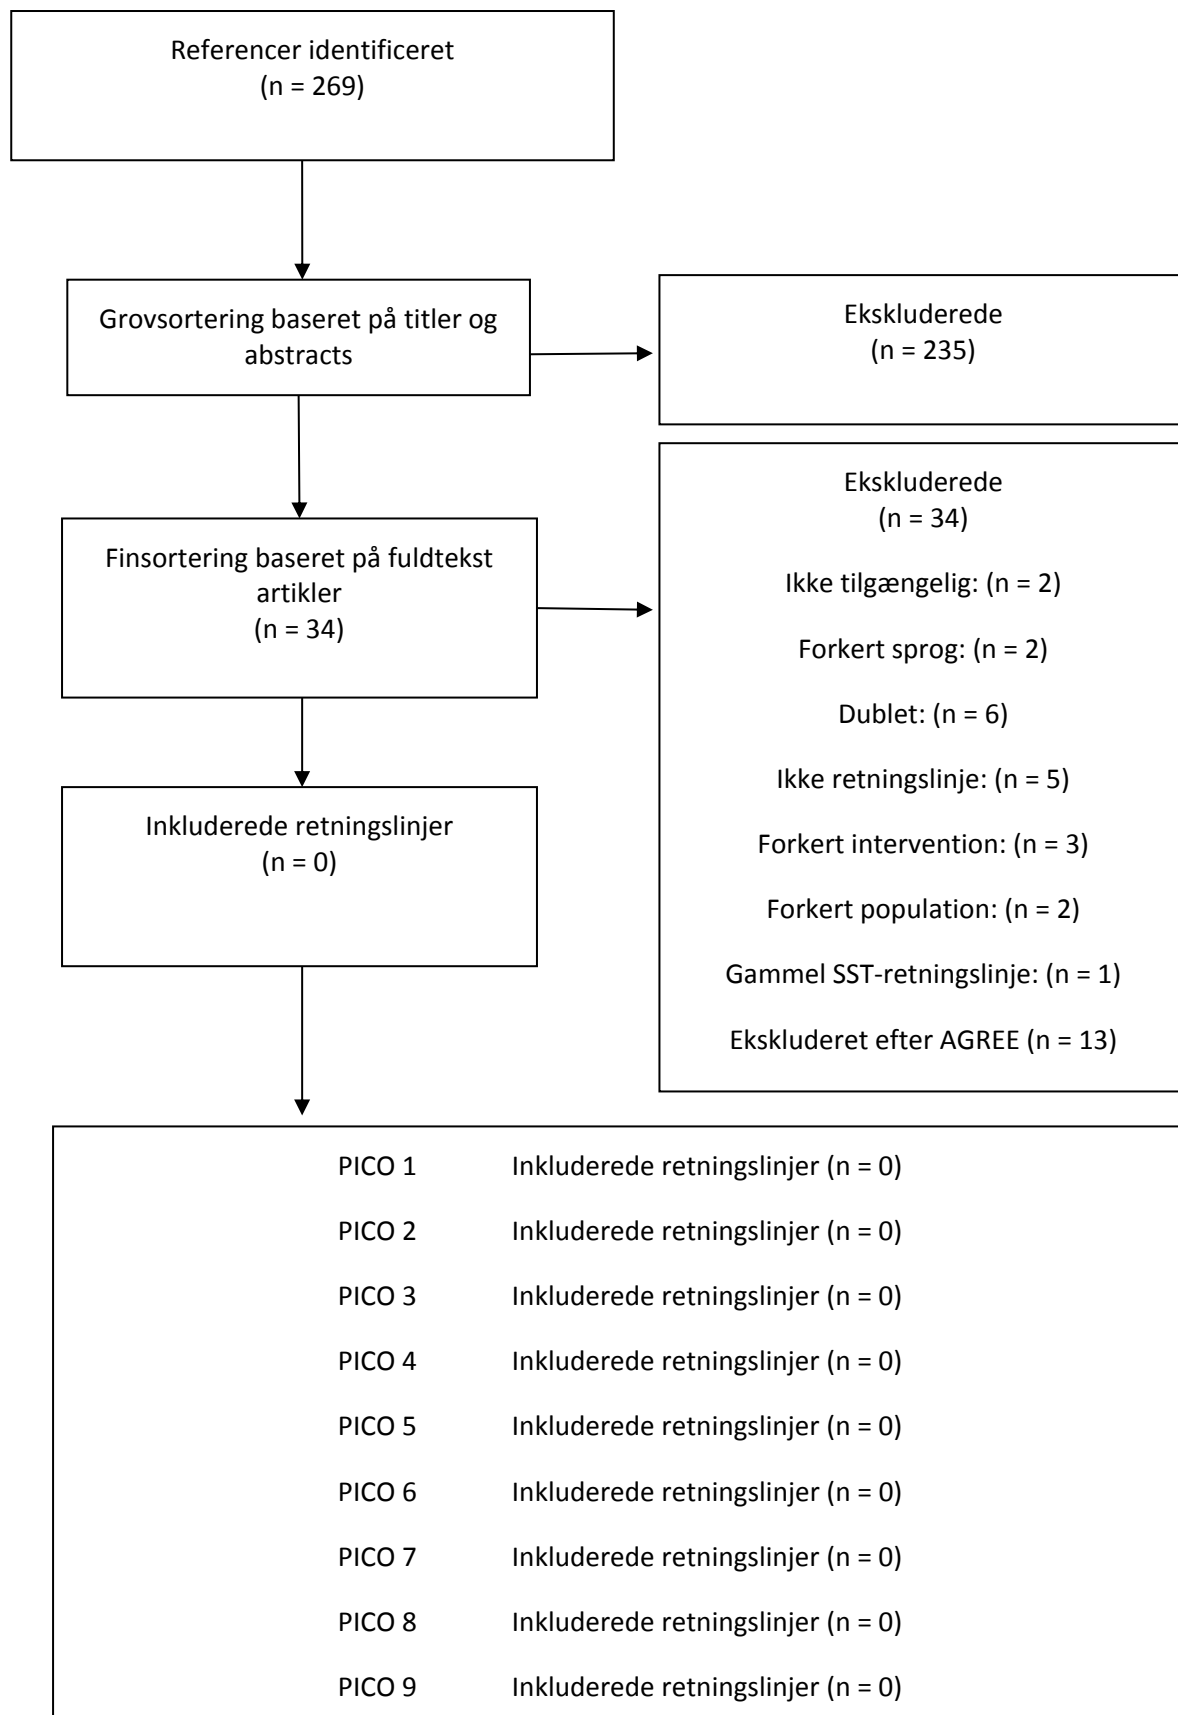 Referencer identificeret
(n = 269)
Grovsortering baseret på titler og
abstracts
Ekskluderede
(n = 235)
Finsortering baseret på fuldtekst
artikler
(n = 34)
Ekskluderede
(n = 34)
Ikke tilgængelig: (n = 2)
Forkert sprog: (n = 2)
Dublet: (n = 6)
Ikke retningslinje: (n = 5)
Forkert intervention: (n = 3)
Forkert population: (n = 2)
Gammel SST-retningslinje: (n = 1)
Ekskluderet efter AGREE (n = 13)
Inkluderede retningslinjer
(n = 0)
PICO 1 Inkluderede retningslinjer (n = 0)
PICO 2 Inkluderede retningslinjer (n = 0)
PICO 3 Inkluderede retningslinjer (n = 0)
PICO 4 Inkluderede retningslinjer (n = 0)
PICO 5 Inkluderede retningslinjer (n = 0)
PICO 6 Inkluderede retningslinjer (n = 0)
PICO 7 Inkluderede retningslinjer (n = 0)
PICO 8 Inkluderede retningslinjer (n = 0)
PICO 9 Inkluderede retningslinjer (n = 0)